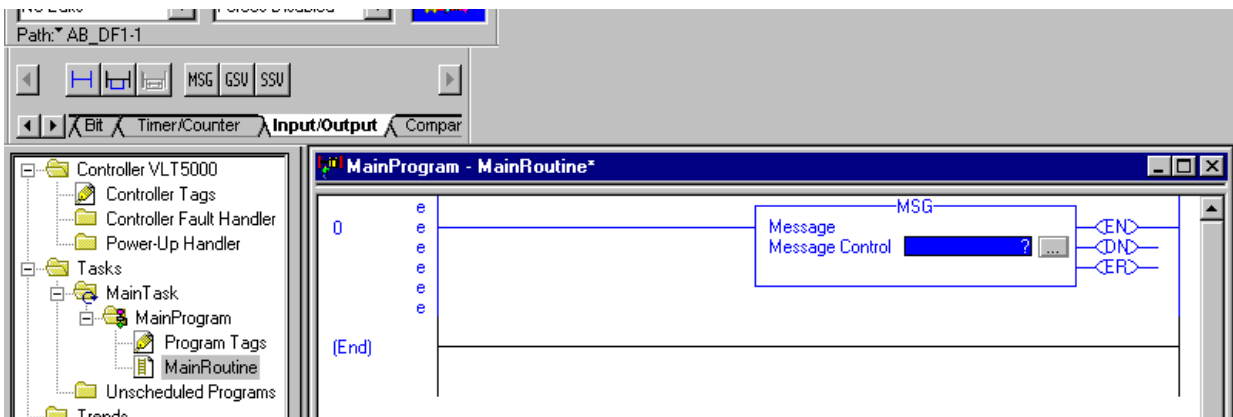 Path:* AB_DF1-1
MSG GSV SSV
Bit Timer/Counter Input/Output Compar
Controller VLT5000
Controller Tags
Controller Fault Handler
Power-Up Handler
Tasks
MainTask
MainProgram
Program Tags
MainRoutine
Unscheduled Programs
Trends
MainProgram - MainRoutine*
e
0 e
e
e
e
e
MSG
Message
Message Control ? ...
EN
DN
ER
(End)